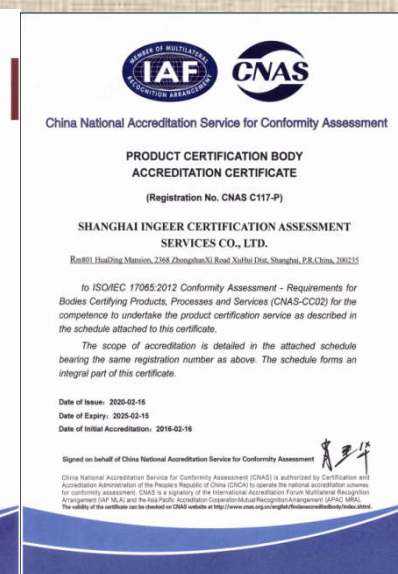 MEMBER OF MULTILATERAL
IAF
RECOGNITION ARRANGEMENT
CNAS
China National Accreditation Service for Conformity Assessment
PRODUCT CERTIFICATION BODY
ACCREDITATION CERTIFICATE
(Registration No. CNAS C117-P)
SHANGHAI INGEER CERTIFICATION ASSESSMENT
SERVICES CO., LTD.
Rm801 HuaDing Mansion, 2368 ZhongshanXi Road XuHui Dist, Shanghai, P.R.China, 200235
to ISO/IEC 17065:2012 Conformity Assessment - Requirements for
Bodies Certifying Products, Processes and Services (CNAS-CC02) for the
competence to undertake the product certification service as described in
the schedule attached to this certificate.
The scope of accreditation is detailed in the attached schedule
bearing the same registration number as above. The schedule forms an
integral part of this certificate.
Date of Issue: 2020-02-16
Date of Expiry: 2025-02-15
Date of Initial Accreditation: 2016-02-16
Signed on behalf of China National Accreditation Service for Conformity Assessment
China National Accreditation Service for Conformity Assessment (CNAS) is authorized by Certification and
Accreditation Administration of the People's Republic of China (CNCA) to operate the national accreditation schemes
for conformity assessment. CNAS is a signatory of the International Accreditation Forum Multilateral Recognition
Arrangement (IAF MLA) and the Asia Pacific Accreditation Cooperation Mutual Recognition Arrangement (APAC MRA).
The validity of the certificate can be checked on CNAS website at http://www.cnas.org.cn/english/findanaccreditedbody/index.shtml.